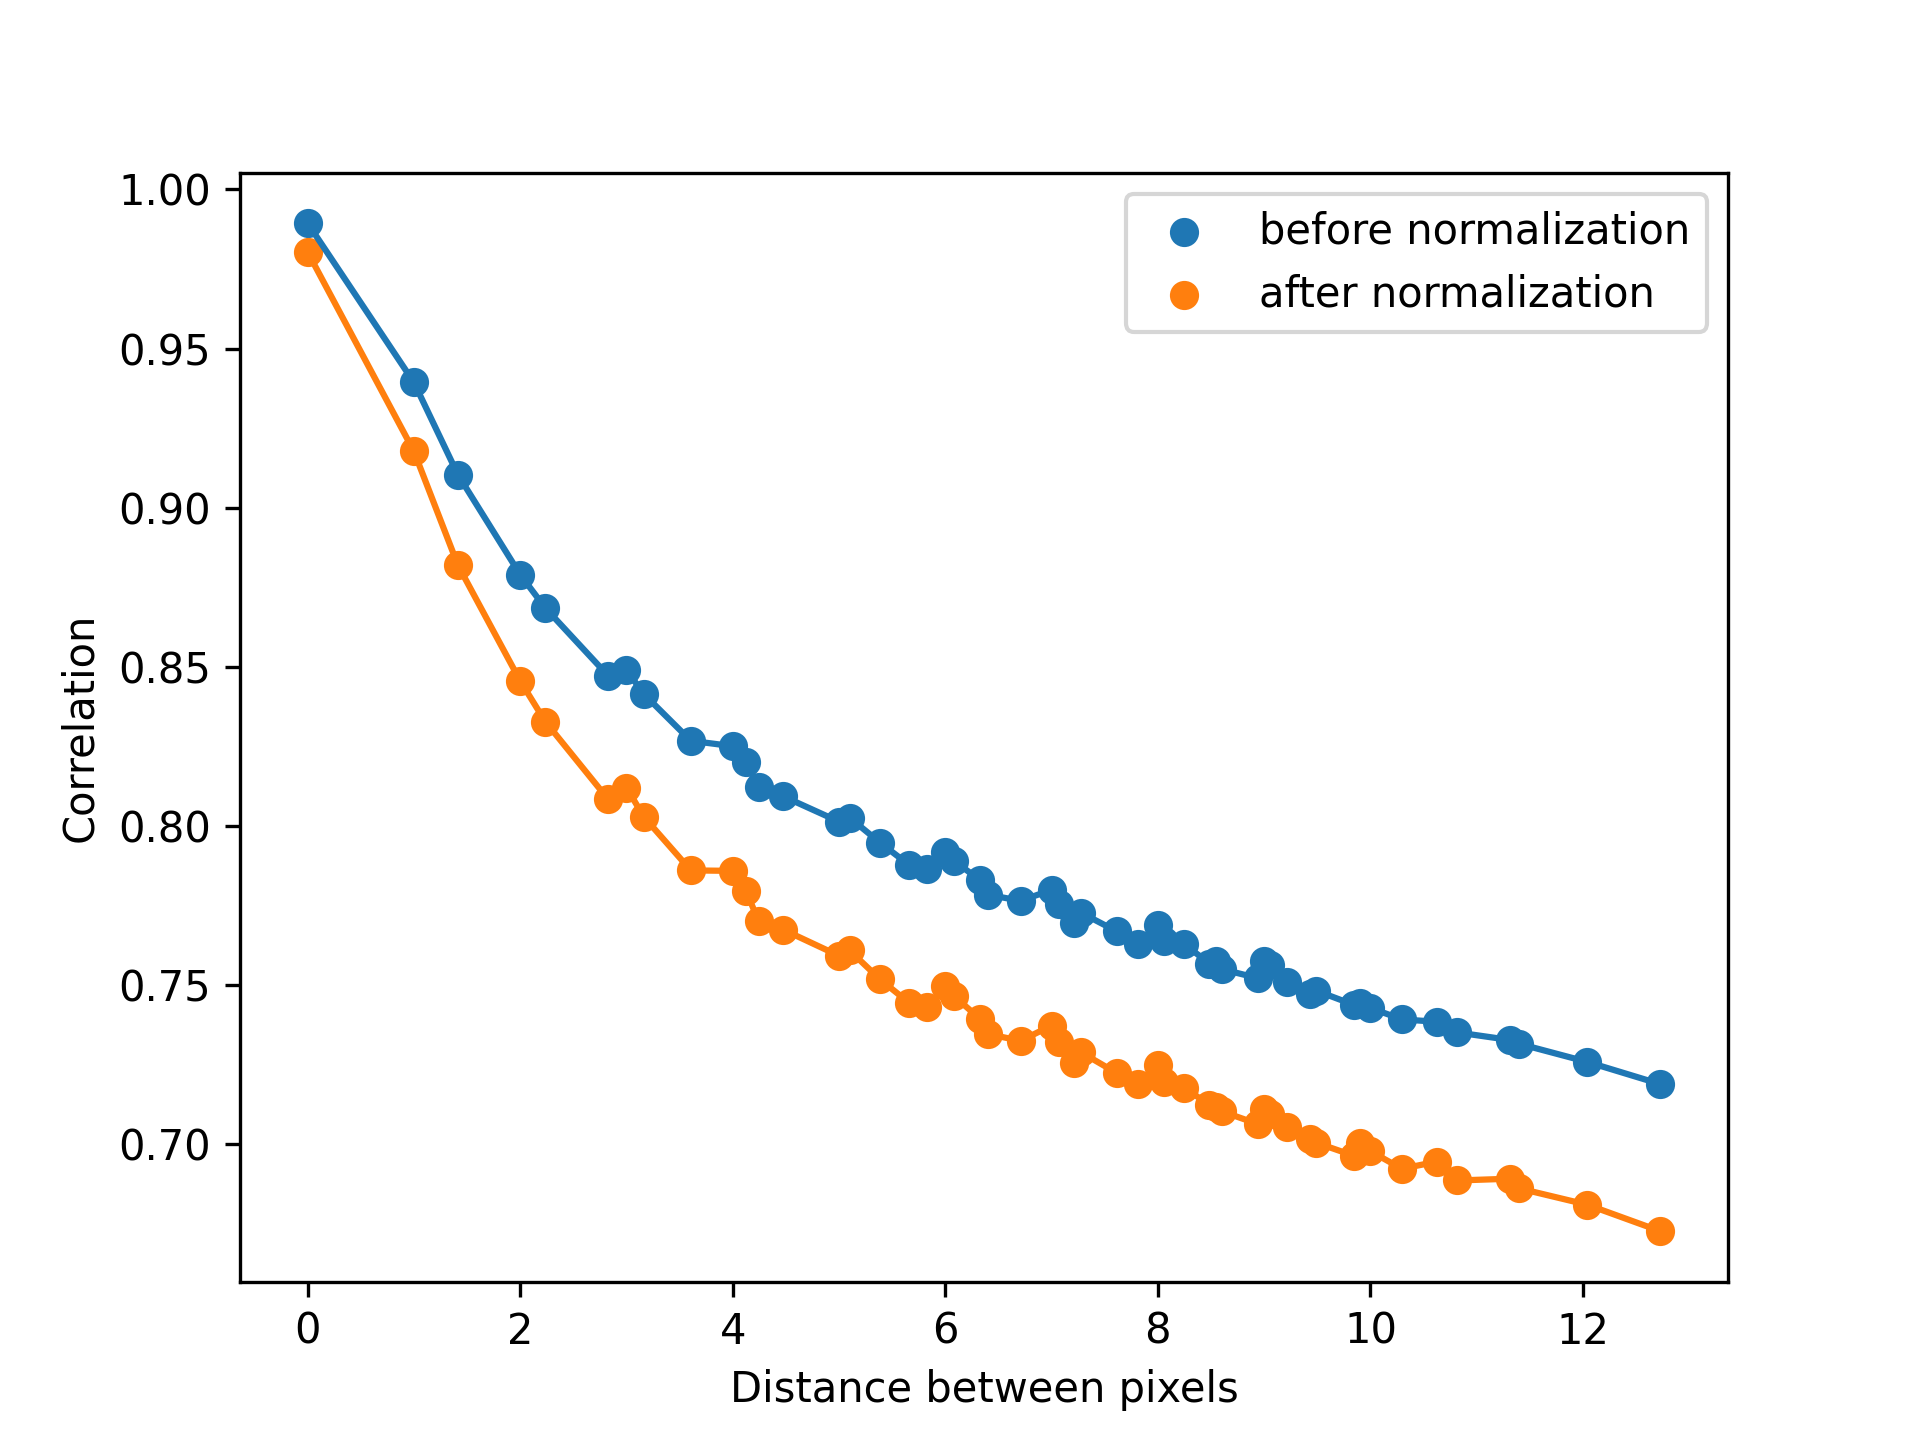 before normalization
after normalization
1.00
0.95
0.90
0.85
0.80
0.75
0.70
Correlation
0 2 4 6 8 10 12
Distance between pixels